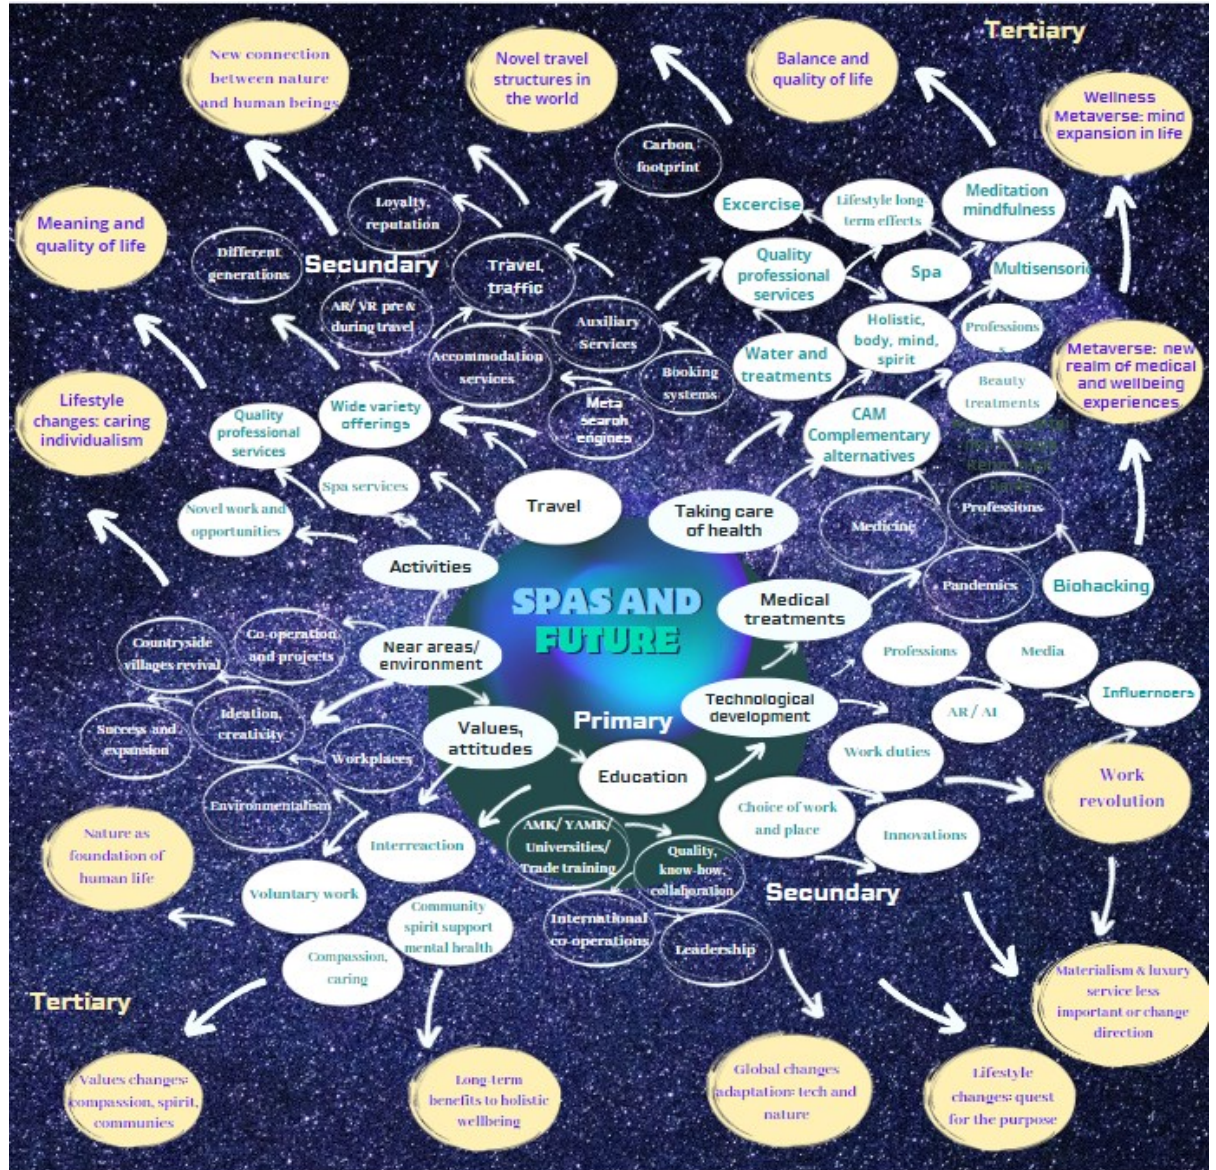 Tertiary
New connection
between nature
and human beings
Novel travel
structures in
the world
Balance and
quality of life
Wellness
Metaverse: mind
expansion in life
Carbon
footprint
Loyalty,
reputation
Excercise
Lifestyle long-
term effects
Meditation
mindfulness
Meaning and
quality of life
Different
generations
Secundary
Travel,
traffic
Quality
professional
services
Spa
Multisensoric
AR/ VR pre &
during travel
Auxiliary
Services
Holistic,
body, mind,
spirit
Professions
Accommodation
services
Booking
systems
Water and
treatments
Metaverse: new
realm of medical
and wellbeing
experiences
Lifestyle
changes: caring
individualism
Quality
professional
services
Wide variety
offerings
Meta
search
engines
CAM
Complementary
alternatives
Beauty
treatments
Spa services
Novel work and
opportunities
Travel
Taking care
of health
Medicine
Professions
Activities
SPAS AND
FUTURE
Medical
treatments
Pandemics
Biohacking
Countryside
villages revival
Co-operation
and projects
Near areas/
environment
Professions
Media
Influencers
Success and
expansion
Ideation,
creativity
Values,
attitudes
Primary
Technological
development
AR / AI
Workplaces
Education
Work duties
Work
revolution
Environmentalism
Nature as
foundation of
human life
Interreaction
AMK/ YAMK/
Universities/
Trade training
Quality,
know-how,
collaboration
Choice of work
and place
Innovations
Voluntary work
Community
spirit support
mental health
International
co-operations
Leadership
Secundary
Compassion,
caring
Tertiary
Materialism & luxury
service less
important or change
direction
Values changes:
compassion, spirit,
communies
Long-term
benefits to holistic
wellbeing
Global changes
adaptation: tech and
nature
Lifestyle
changes: quest
for the purpose